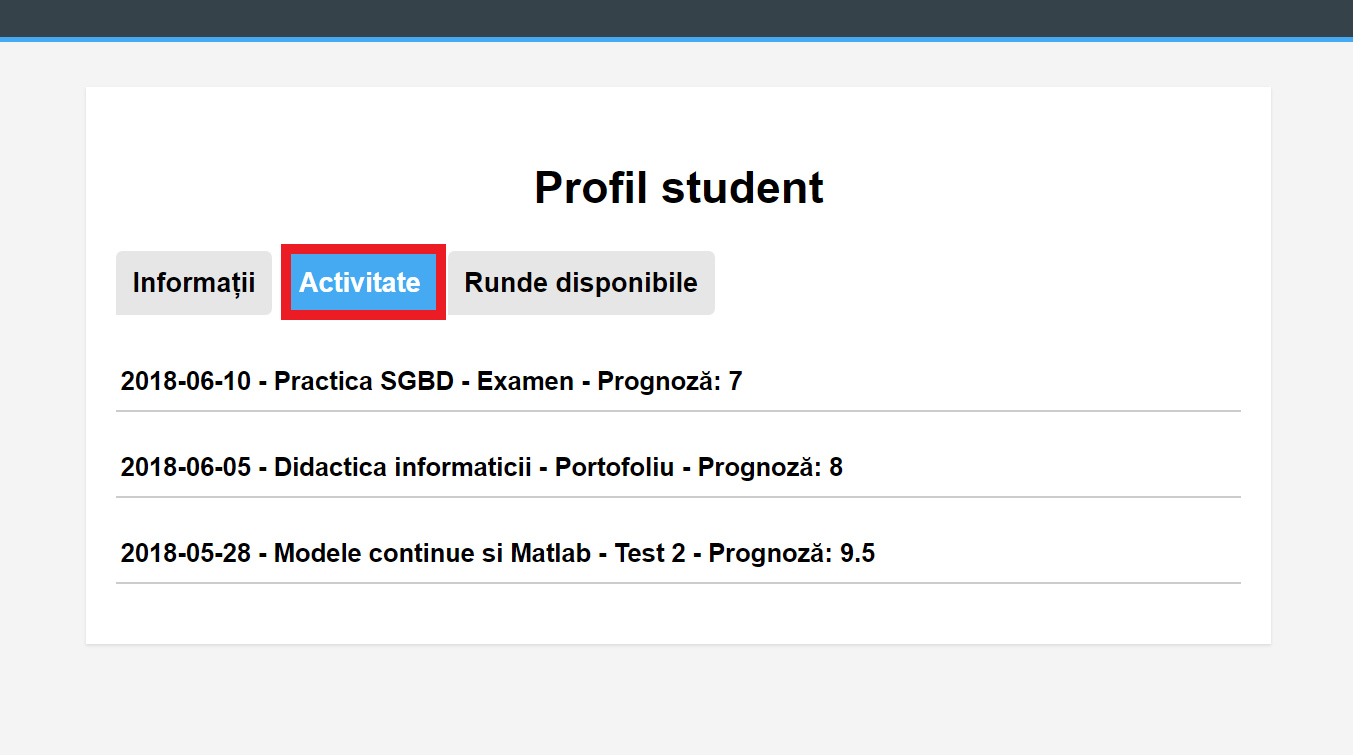 Profil student
Informații Activitate Runde disponibile
2018-06-10 - Practica SGBD - Examen - Prognoză: 7
2018-06-05 - Didactica informaticii - Portofoliu - Prognoză: 8
2018-05-28 - Modele continue si Matlab - Test 2 - Prognoză: 9.5